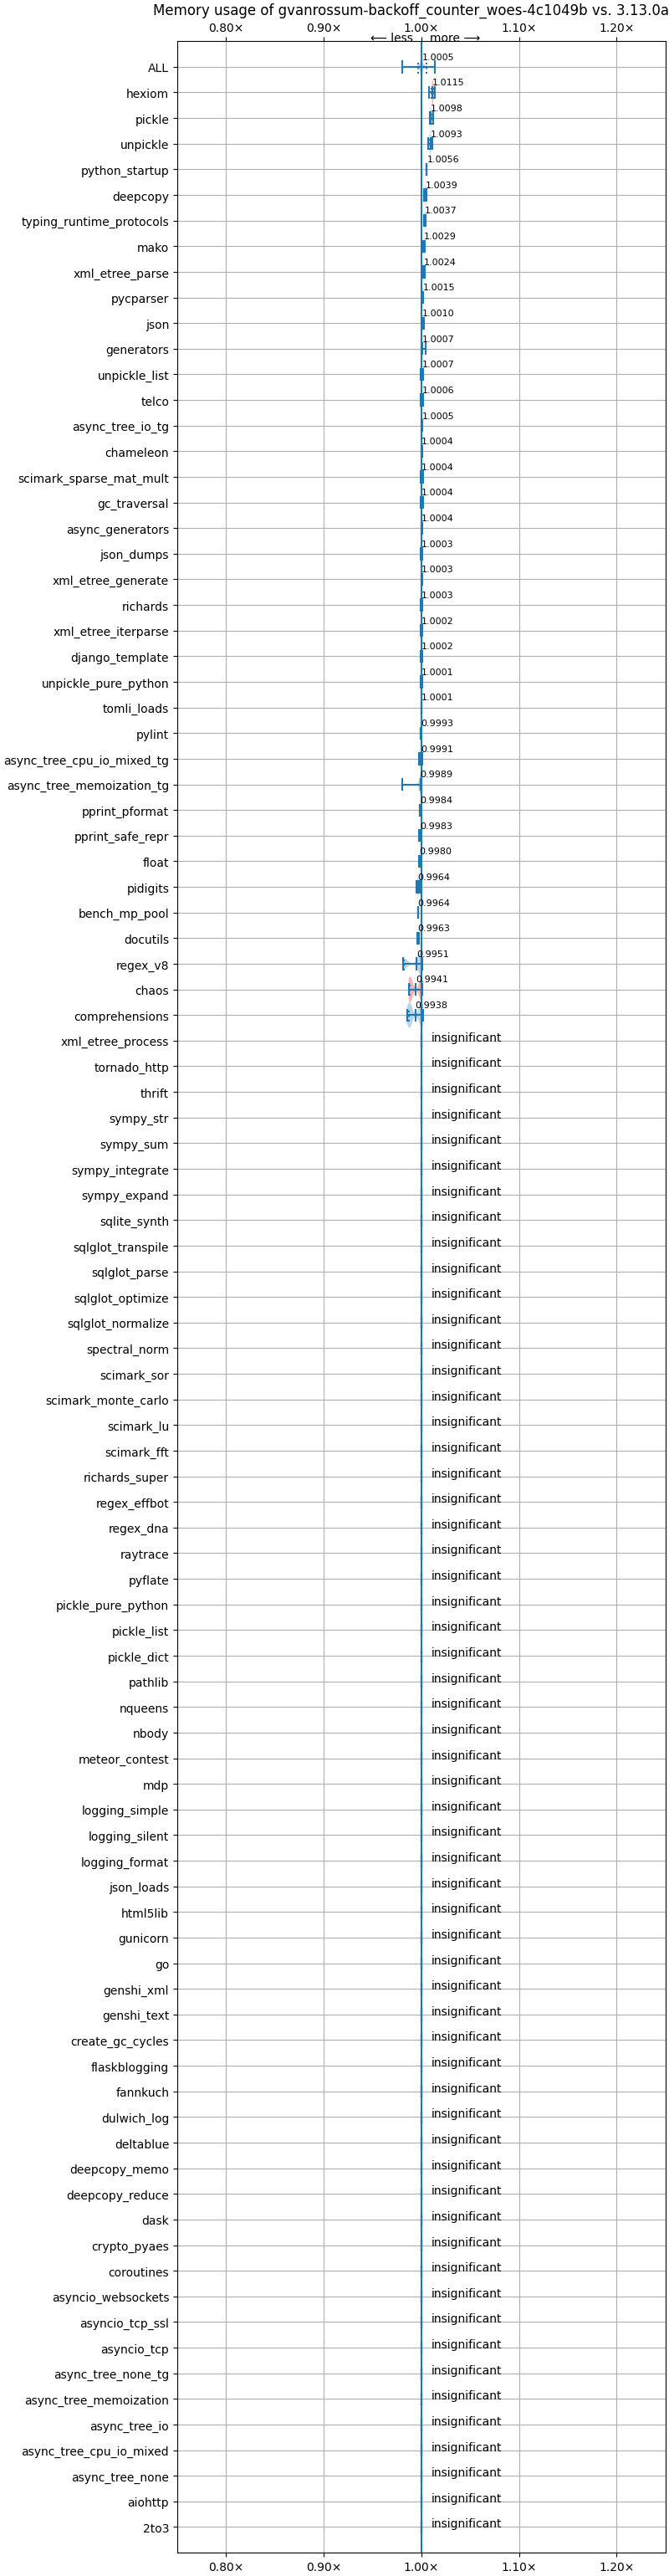 Memory usage of gvanrossum-backoff_counter_woes-4c1049b vs. 3.13.0a
0.80× 0.90× 1.00× 1.10× 1.20×
⟵ less more ⟶
ALL 1.0005
hexiom 1.0115
pickle 1.0098
unpickle 1.0093
python_startup 1.0056
deepcopy 1.0039
typing_runtime_protocols 1.0037
mako 1.0029
xml_etree_parse 1.0024
pycparser 1.0015
json 1.0010
generators 1.0007
unpickle_list 1.0007
telco 1.0006
async_tree_io_tg 1.0005
chameleon 1.0004
scimark_sparse_mat_mult 1.0004
gc_traversal 1.0004
async_generators 1.0004
json_dumps 1.0003
xml_etree_generate 1.0003
richards 1.0003
xml_etree_iterparse 1.0002
django_template 1.0002
unpickle_pure_python 1.0001
tomli_loads 1.0001
pylint 0.9993
async_tree_cpu_io_mixed_tg 0.9991
async_tree_memoization_tg 0.9989
pprint_pformat 0.9984
pprint_safe_repr 0.9983
float 0.9980
pidigits 0.9964
bench_mp_pool 0.9964
docutils 0.9963
regex_v8 0.9951
chaos 0.9941
comprehensions 0.9938
xml_etree_process insignificant
tornado_http insignificant
thrift insignificant
sympy_str insignificant
sympy_sum insignificant
sympy_integrate insignificant
sympy_expand insignificant
sqlite_synth insignificant
sqlglot_transpile insignificant
sqlglot_parse insignificant
sqlglot_optimize insignificant
sqlglot_normalize insignificant
spectral_norm insignificant
scimark_sor insignificant
scimark_monte_carlo insignificant
scimark_lu insignificant
scimark_fft insignificant
richards_super insignificant
regex_effbot insignificant
regex_dna insignificant
raytrace insignificant
pyflate insignificant
pickle_pure_python insignificant
pickle_list insignificant
pickle_dict insignificant
pathlib insignificant
nqueens insignificant
nbody insignificant
meteor_contest insignificant
mdp insignificant
logging_simple insignificant
logging_silent insignificant
logging_format insignificant
json_loads insignificant
html5lib insignificant
gunicorn insignificant
go insignificant
genshi_xml insignificant
genshi_text insignificant
create_gc_cycles insignificant
flaskblogging insignificant
fannkuch insignificant
dulwich_log insignificant
deltablue insignificant
deepcopy_memo insignificant
deepcopy_reduce insignificant
dask insignificant
crypto_pyaes insignificant
coroutines insignificant
asyncio_websockets insignificant
asyncio_tcp_ssl insignificant
asyncio_tcp insignificant
async_tree_none_tg insignificant
async_tree_memoization insignificant
async_tree_io insignificant
async_tree_cpu_io_mixed insignificant
async_tree_none insignificant
aiohttp insignificant
2to3 insignificant
0.80× 0.90× 1.00× 1.10× 1.20×